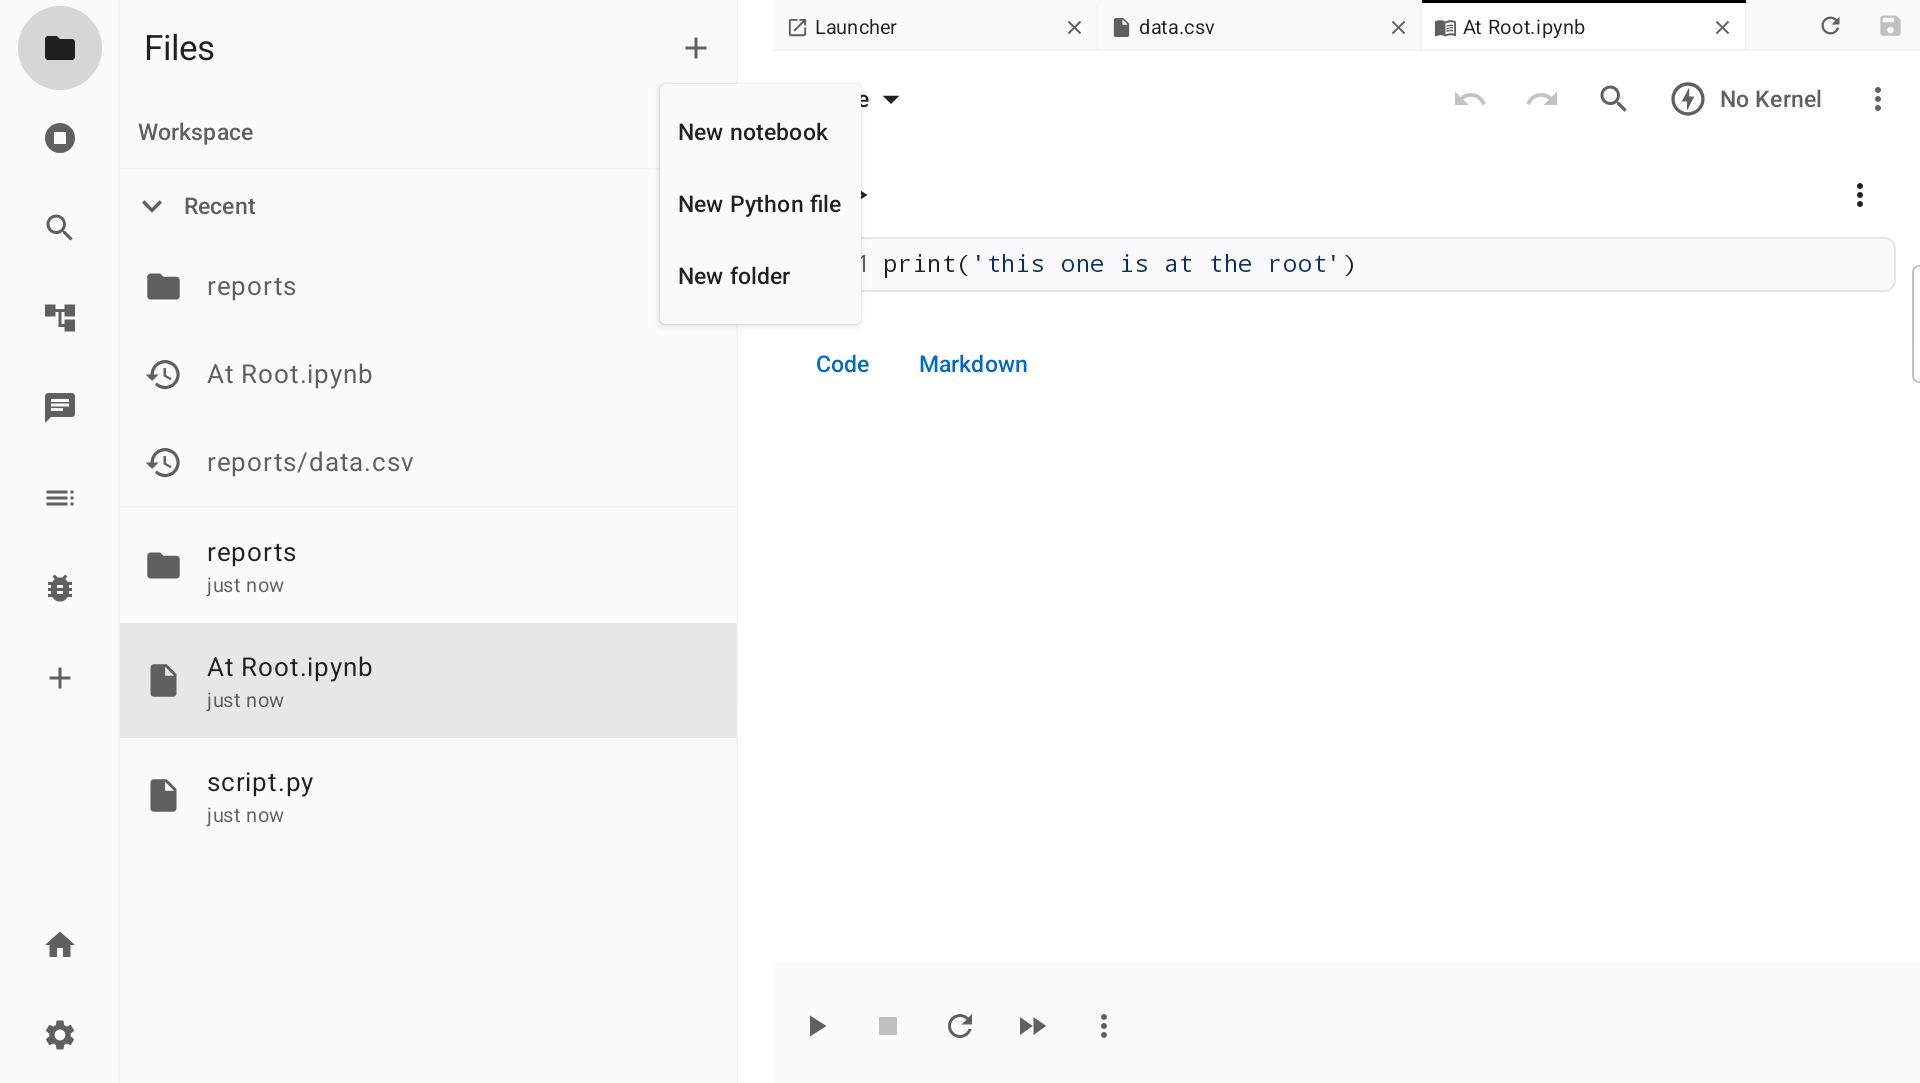 Files
Workspace
Recent
reports
At Root.ipynb
reports/data.csv
reports
just now
At Root.ipynb
just now
script.py
just now
New notebook
New Python file
New folder
Launcher
data.csv
At Root.ipynb
e
No Kernel
1 print('this one is at the root')
Code Markdown